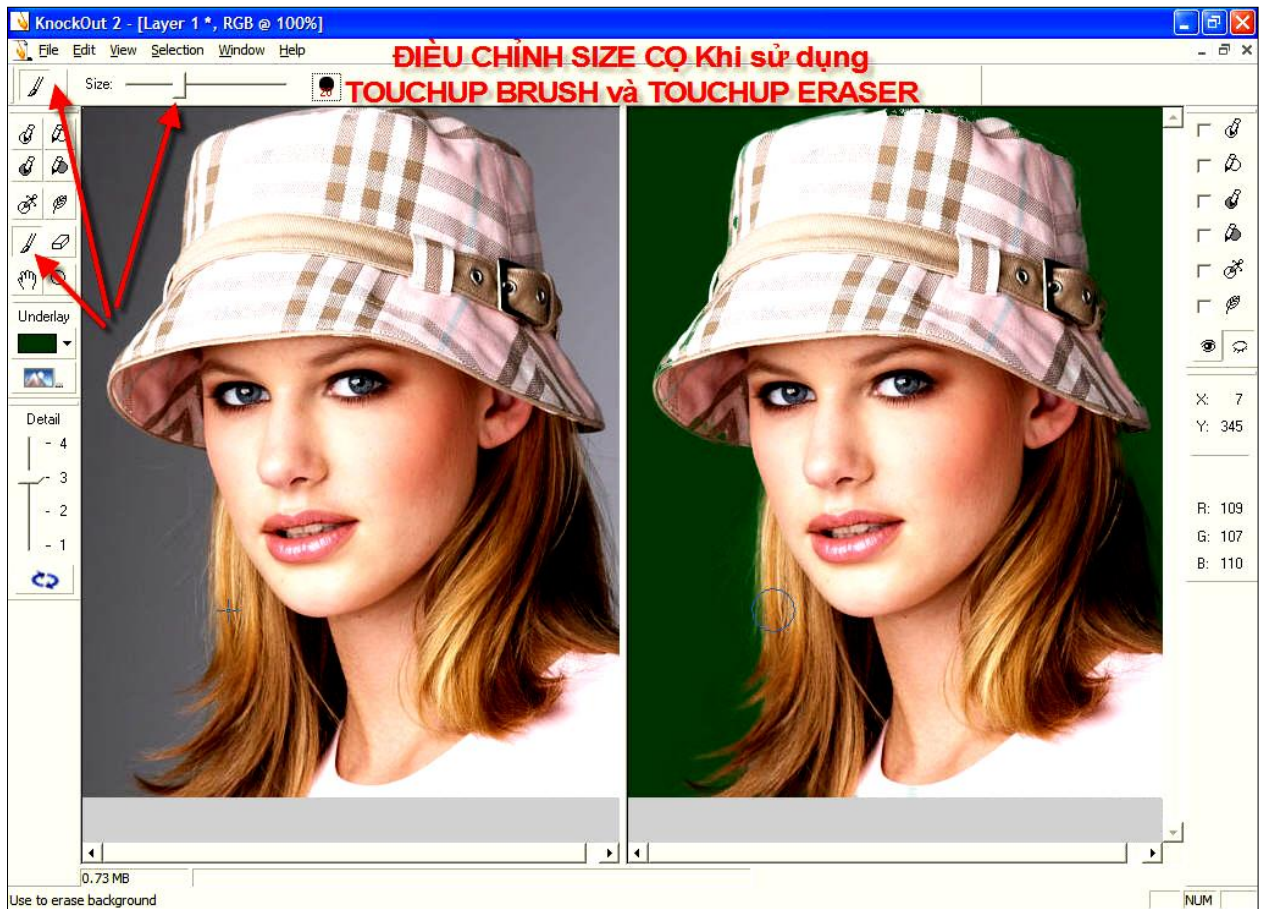 KnockOut 2 - [Layer 1 *, RGB @ 100%]
File Edit View Selection Window Help
ĐIỀU CHỈNH SIZE CỌ Khi sử dụng
TOUCHUP BRUSH và TOUCHUP ERASER
Size:
20
Underlay
...
Detail
- 4
- 3
- 2
- 1
X: 7
Y: 345
R: 109
G: 107
B: 110
0.73 MB
Use to erase background
NUM